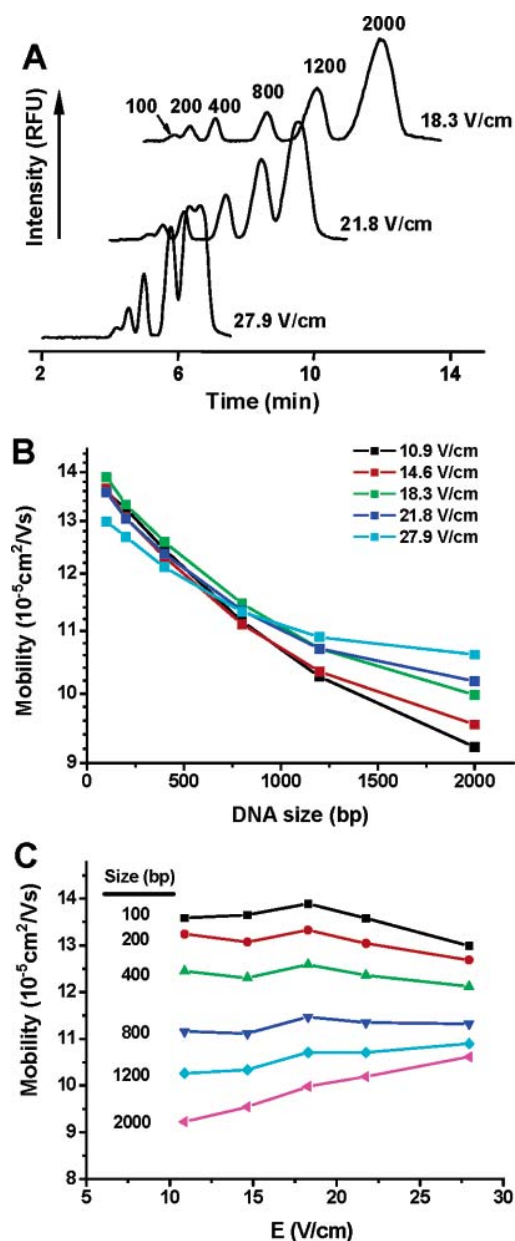 A
Intensity (RFU)
100
200
400
800
1200
2000
18.3 V/cm
21.8 V/cm
27.9 V/cm
2 6 10 14
Time (min)
B
10.9 V/cm
14.6 V/cm
18.3 V/cm
21.8 V/cm
27.9 V/cm
Mobility (10⁻⁵cm²/Vs)
14
13
12
11
10
9
0 500 1000 1250 1500 1750 2000
DNA size (bp)
C
Size (bp)
100
200
400
800
1200
2000
Mobility (10⁻⁵cm²/Vs)
14
13
12
11
10
9
8
5 10 15 20 25 30
E (V/cm)